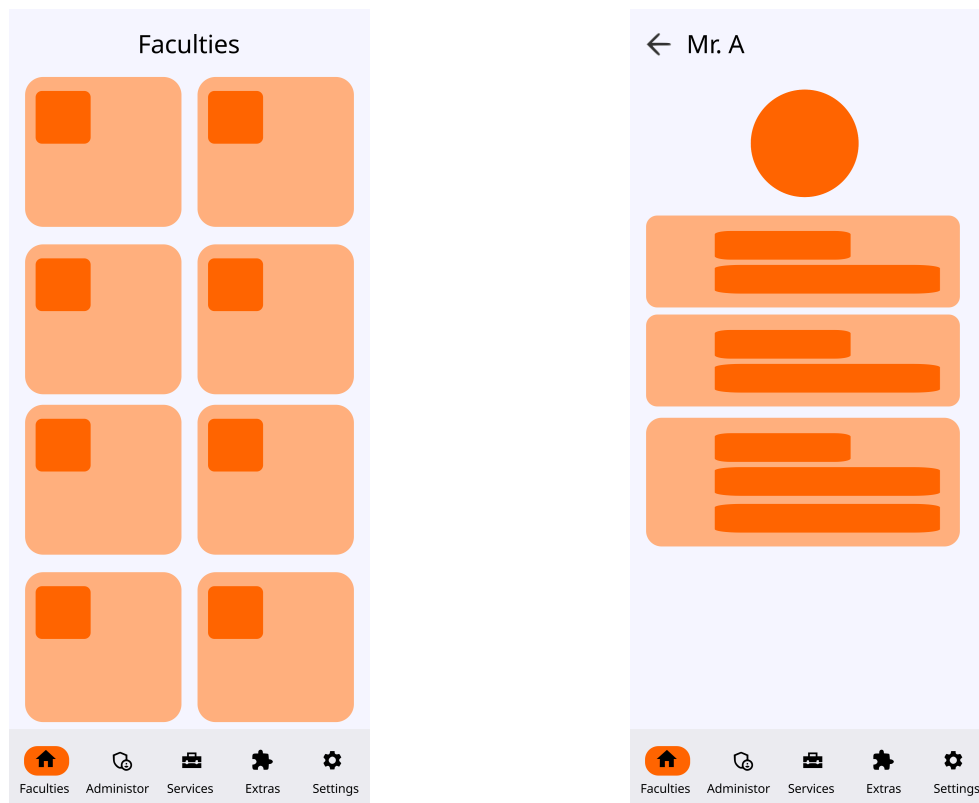 Faculties
Faculties
Administor
Services
Extras
Settings
Mr. A
Faculties
Administor
Services
Extras
Settings